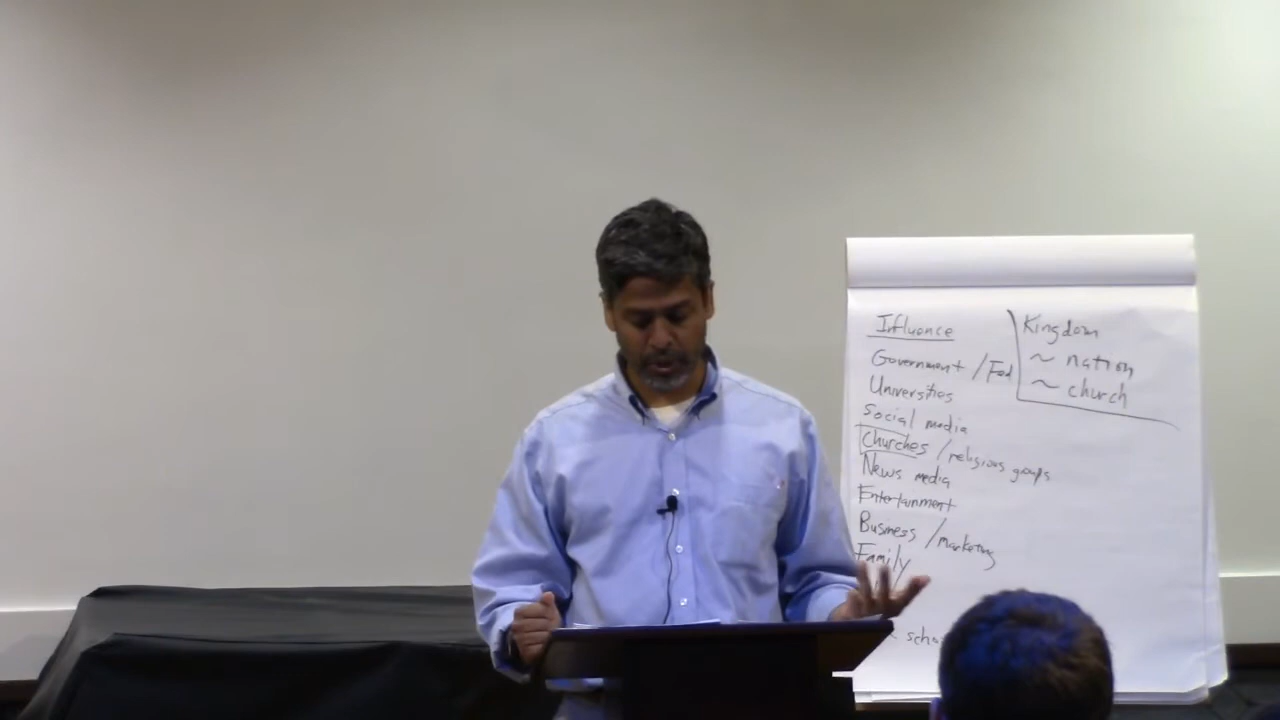 Influence
Government / Fed
Universities
Social media
Churches / religious groups
News media
Entertainment
Business / marketing
Family
Kingdom
~ nation
~ church